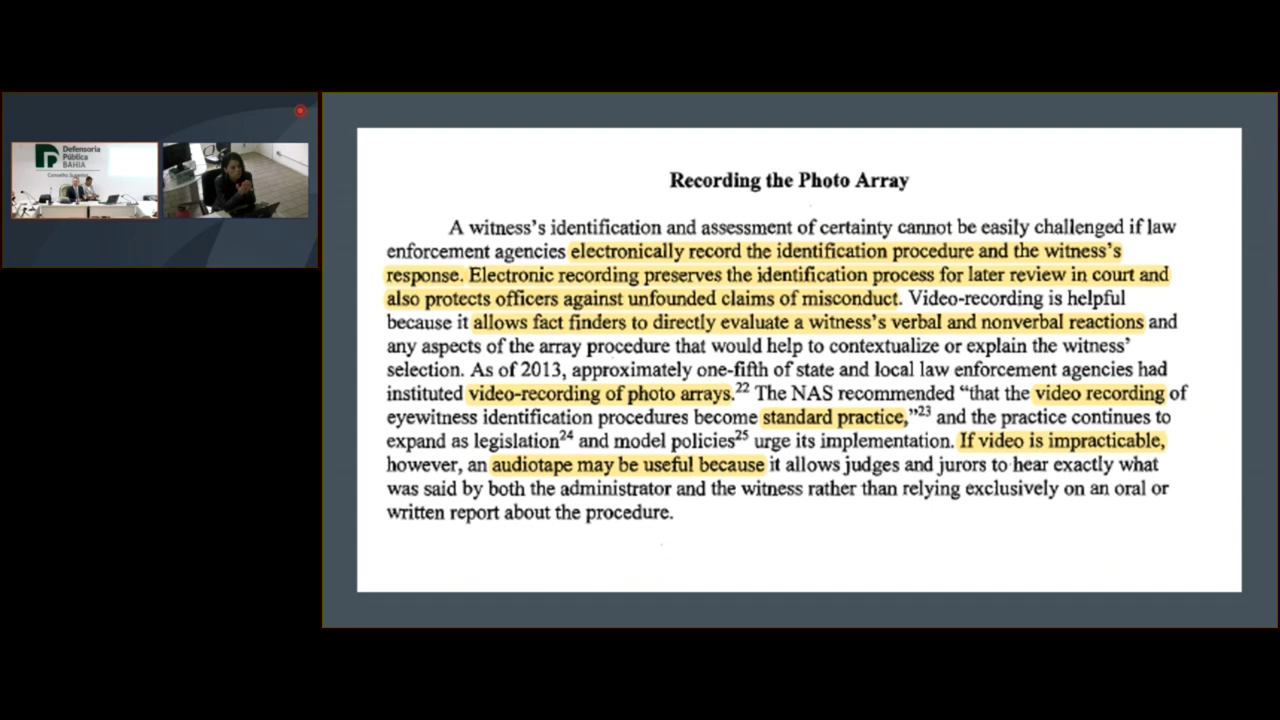 Defensoria
Pública
BAHIA
Conselho Superior
Recording the Photo Array
A witness's identification and assessment of certainty cannot be easily challenged if law
enforcement agencies electronically record the identification procedure and the witness's
response. Electronic recording preserves the identification process for later review in court and
also protects officers against unfounded claims of misconduct. Video-recording is helpful
because it allows fact finders to directly evaluate a witness's verbal and nonverbal reactions and
any aspects of the array procedure that would help to contextualize or explain the witness'
selection. As of 2013, approximately one-fifth of state and local law enforcement agencies had
instituted video-recording of photo arrays.22 The NAS recommended “that the video recording of
eyewitness identification procedures become standard practice,”23 and the practice continues to
expand as legislation24 and model policies25 urge its implementation. If video is impracticable,
however, an audiotape may be useful because it allows judges and jurors to hear exactly what
was said by both the administrator and the witness rather than relying exclusively on an oral or
written report about the procedure.